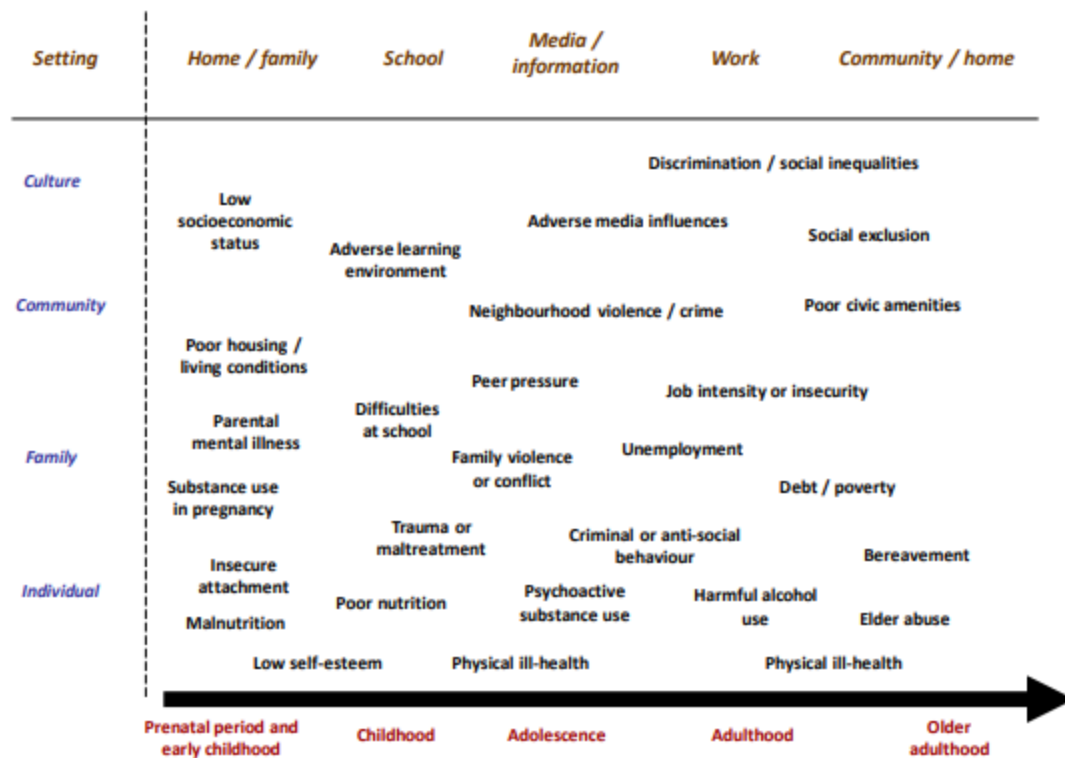 Setting
Home / family
School
Media /
information
Work
Community / home
Culture
Discrimination / social inequalities
Low
socioeconomic
status
Adverse media influences
Social exclusion
Adverse learning
environment
Community
Neighbourhood violence / crime
Poor civic amenities
Poor housing /
living conditions
Peer pressure
Job intensity or insecurity
Difficulties
at school
Parental
mental illness
Family
Family violence
or conflict
Unemployment
Substance use
in pregnancy
Debt / poverty
Trauma or
maltreatment
Criminal or anti-social
behaviour
Bereavement
Insecure
attachment
Individual
Poor nutrition
Psychoactive
substance use
Harmful alcohol
use
Elder abuse
Malnutrition
Low self-esteem
Physical ill-health
Physical ill-health
Prenatal period and
early childhood
Childhood
Adolescence
Adulthood
Older
adulthood